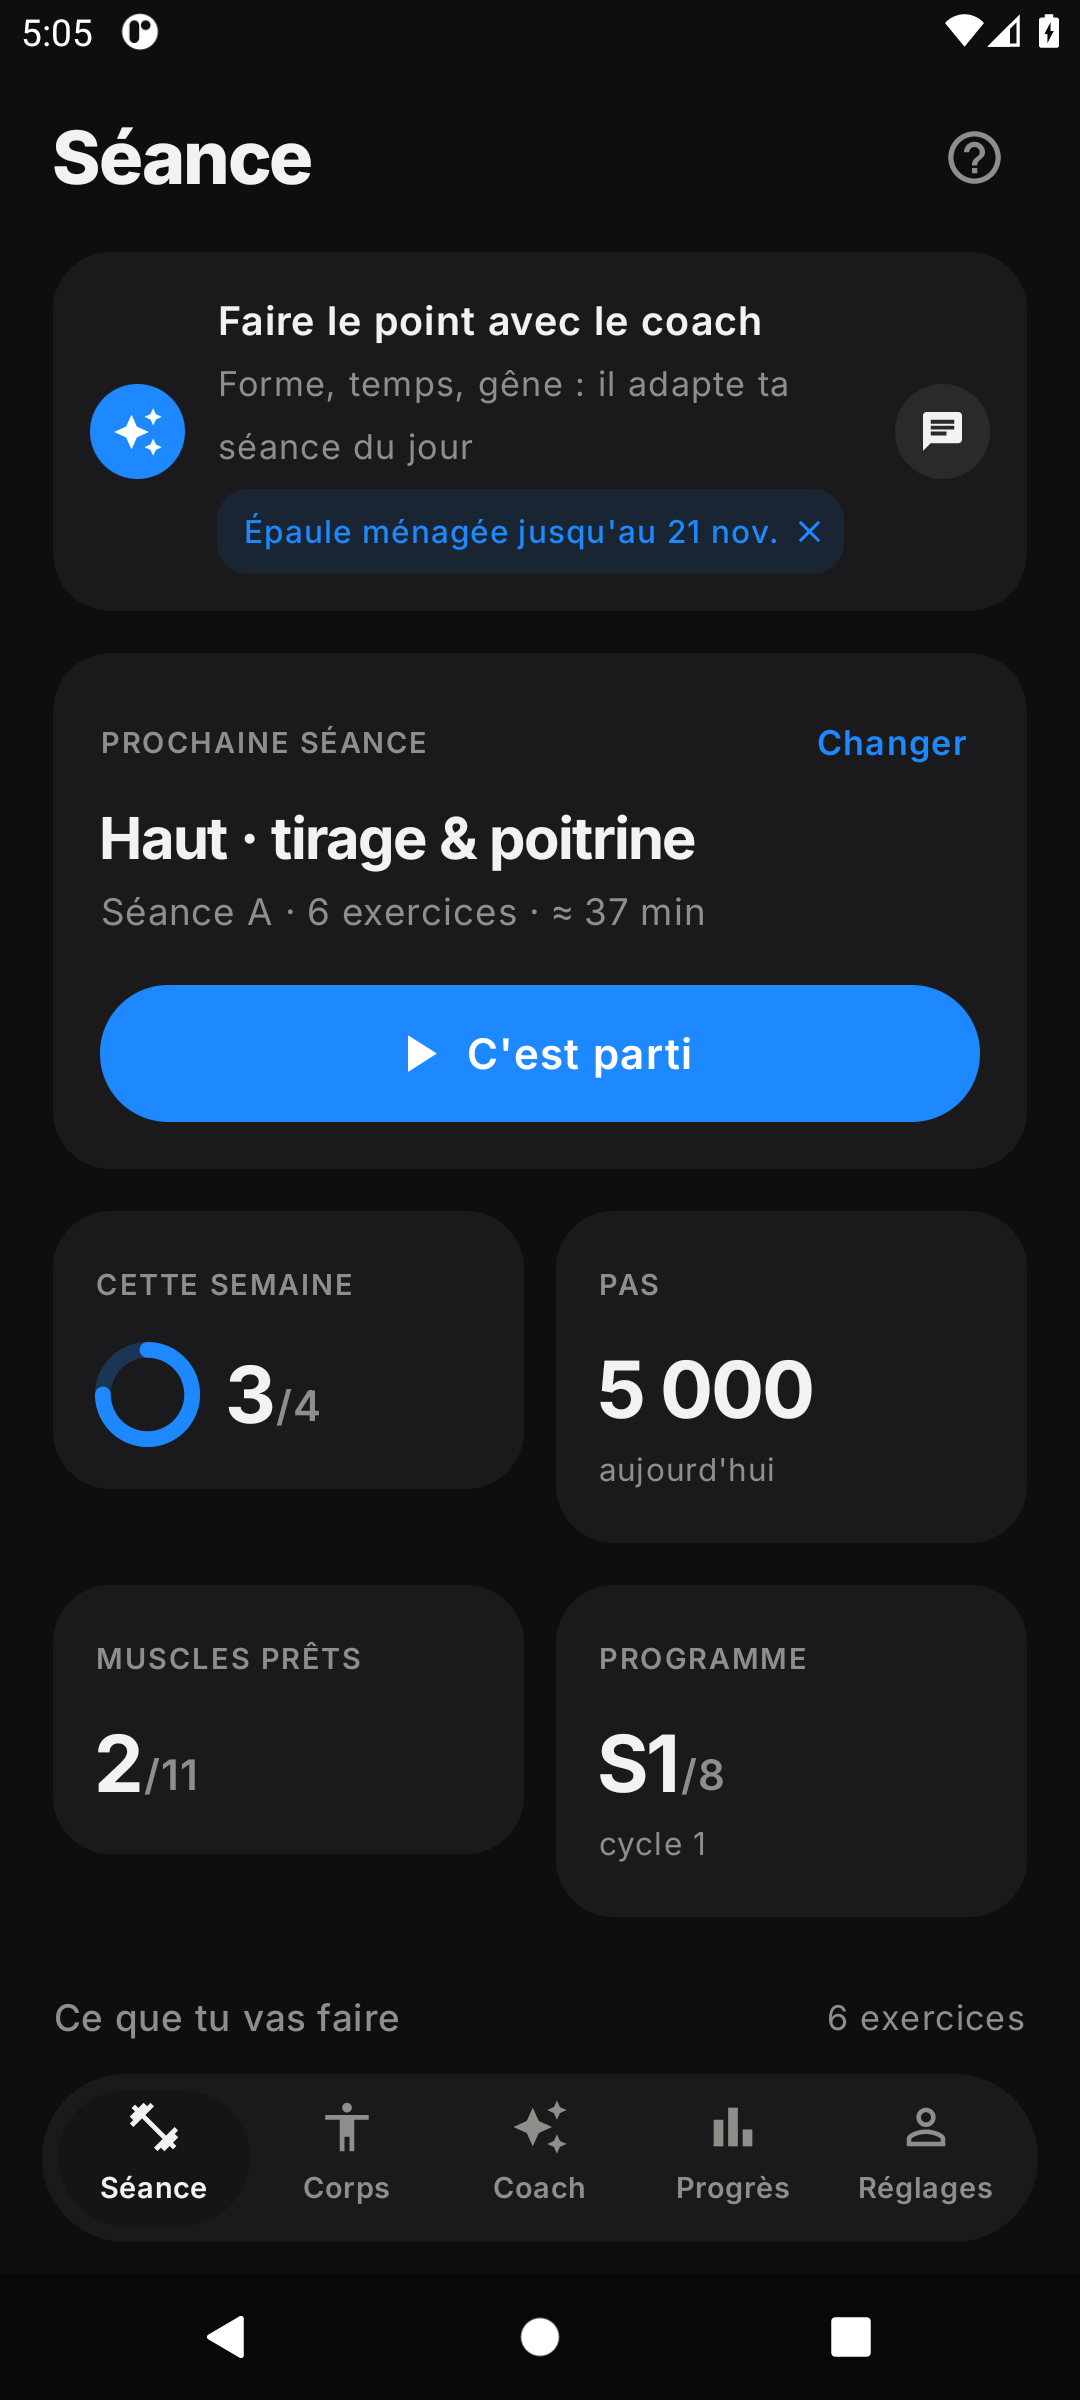 5:05
Séance
Faire le point avec le coach
Forme, temps, gêne : il adapte ta
séance du jour
Épaule ménagée jusqu'au 21 nov.
PROCHAINE SÉANCE
Changer
Haut · tirage & poitrine
Séance A · 6 exercices · ≈ 37 min
C'est parti
CETTE SEMAINE
3/4
PAS
5 000
aujourd'hui
MUSCLES PRÊTS
2/11
PROGRAMME
S1/8
cycle 1
Ce que tu vas faire
6 exercices
Séance
Corps
Coach
Progrès
Réglages